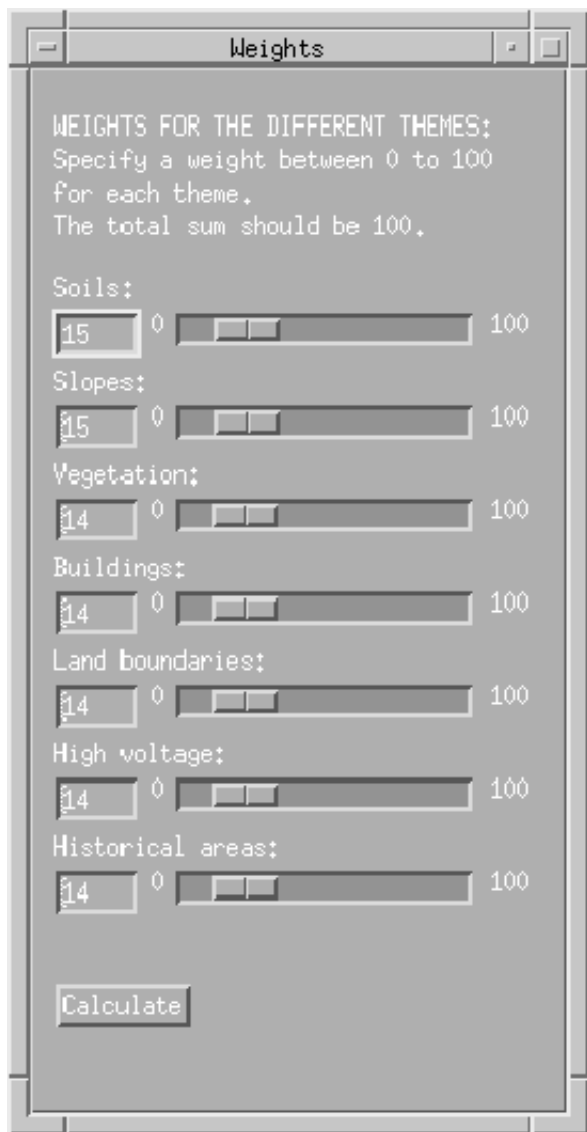 Weights
WEIGHTS FOR THE DIFFERENT THEMES:
Specify a weight between 0 to 100
for each theme.
The total sum should be 100.
Soils:
15 0 100
Slopes:
15 0 100
Vegetation:
14 0 100
Buildings:
14 0 100
Land boundaries:
14 0 100
High voltage:
14 0 100
Historical areas:
14 0 100
Calculate